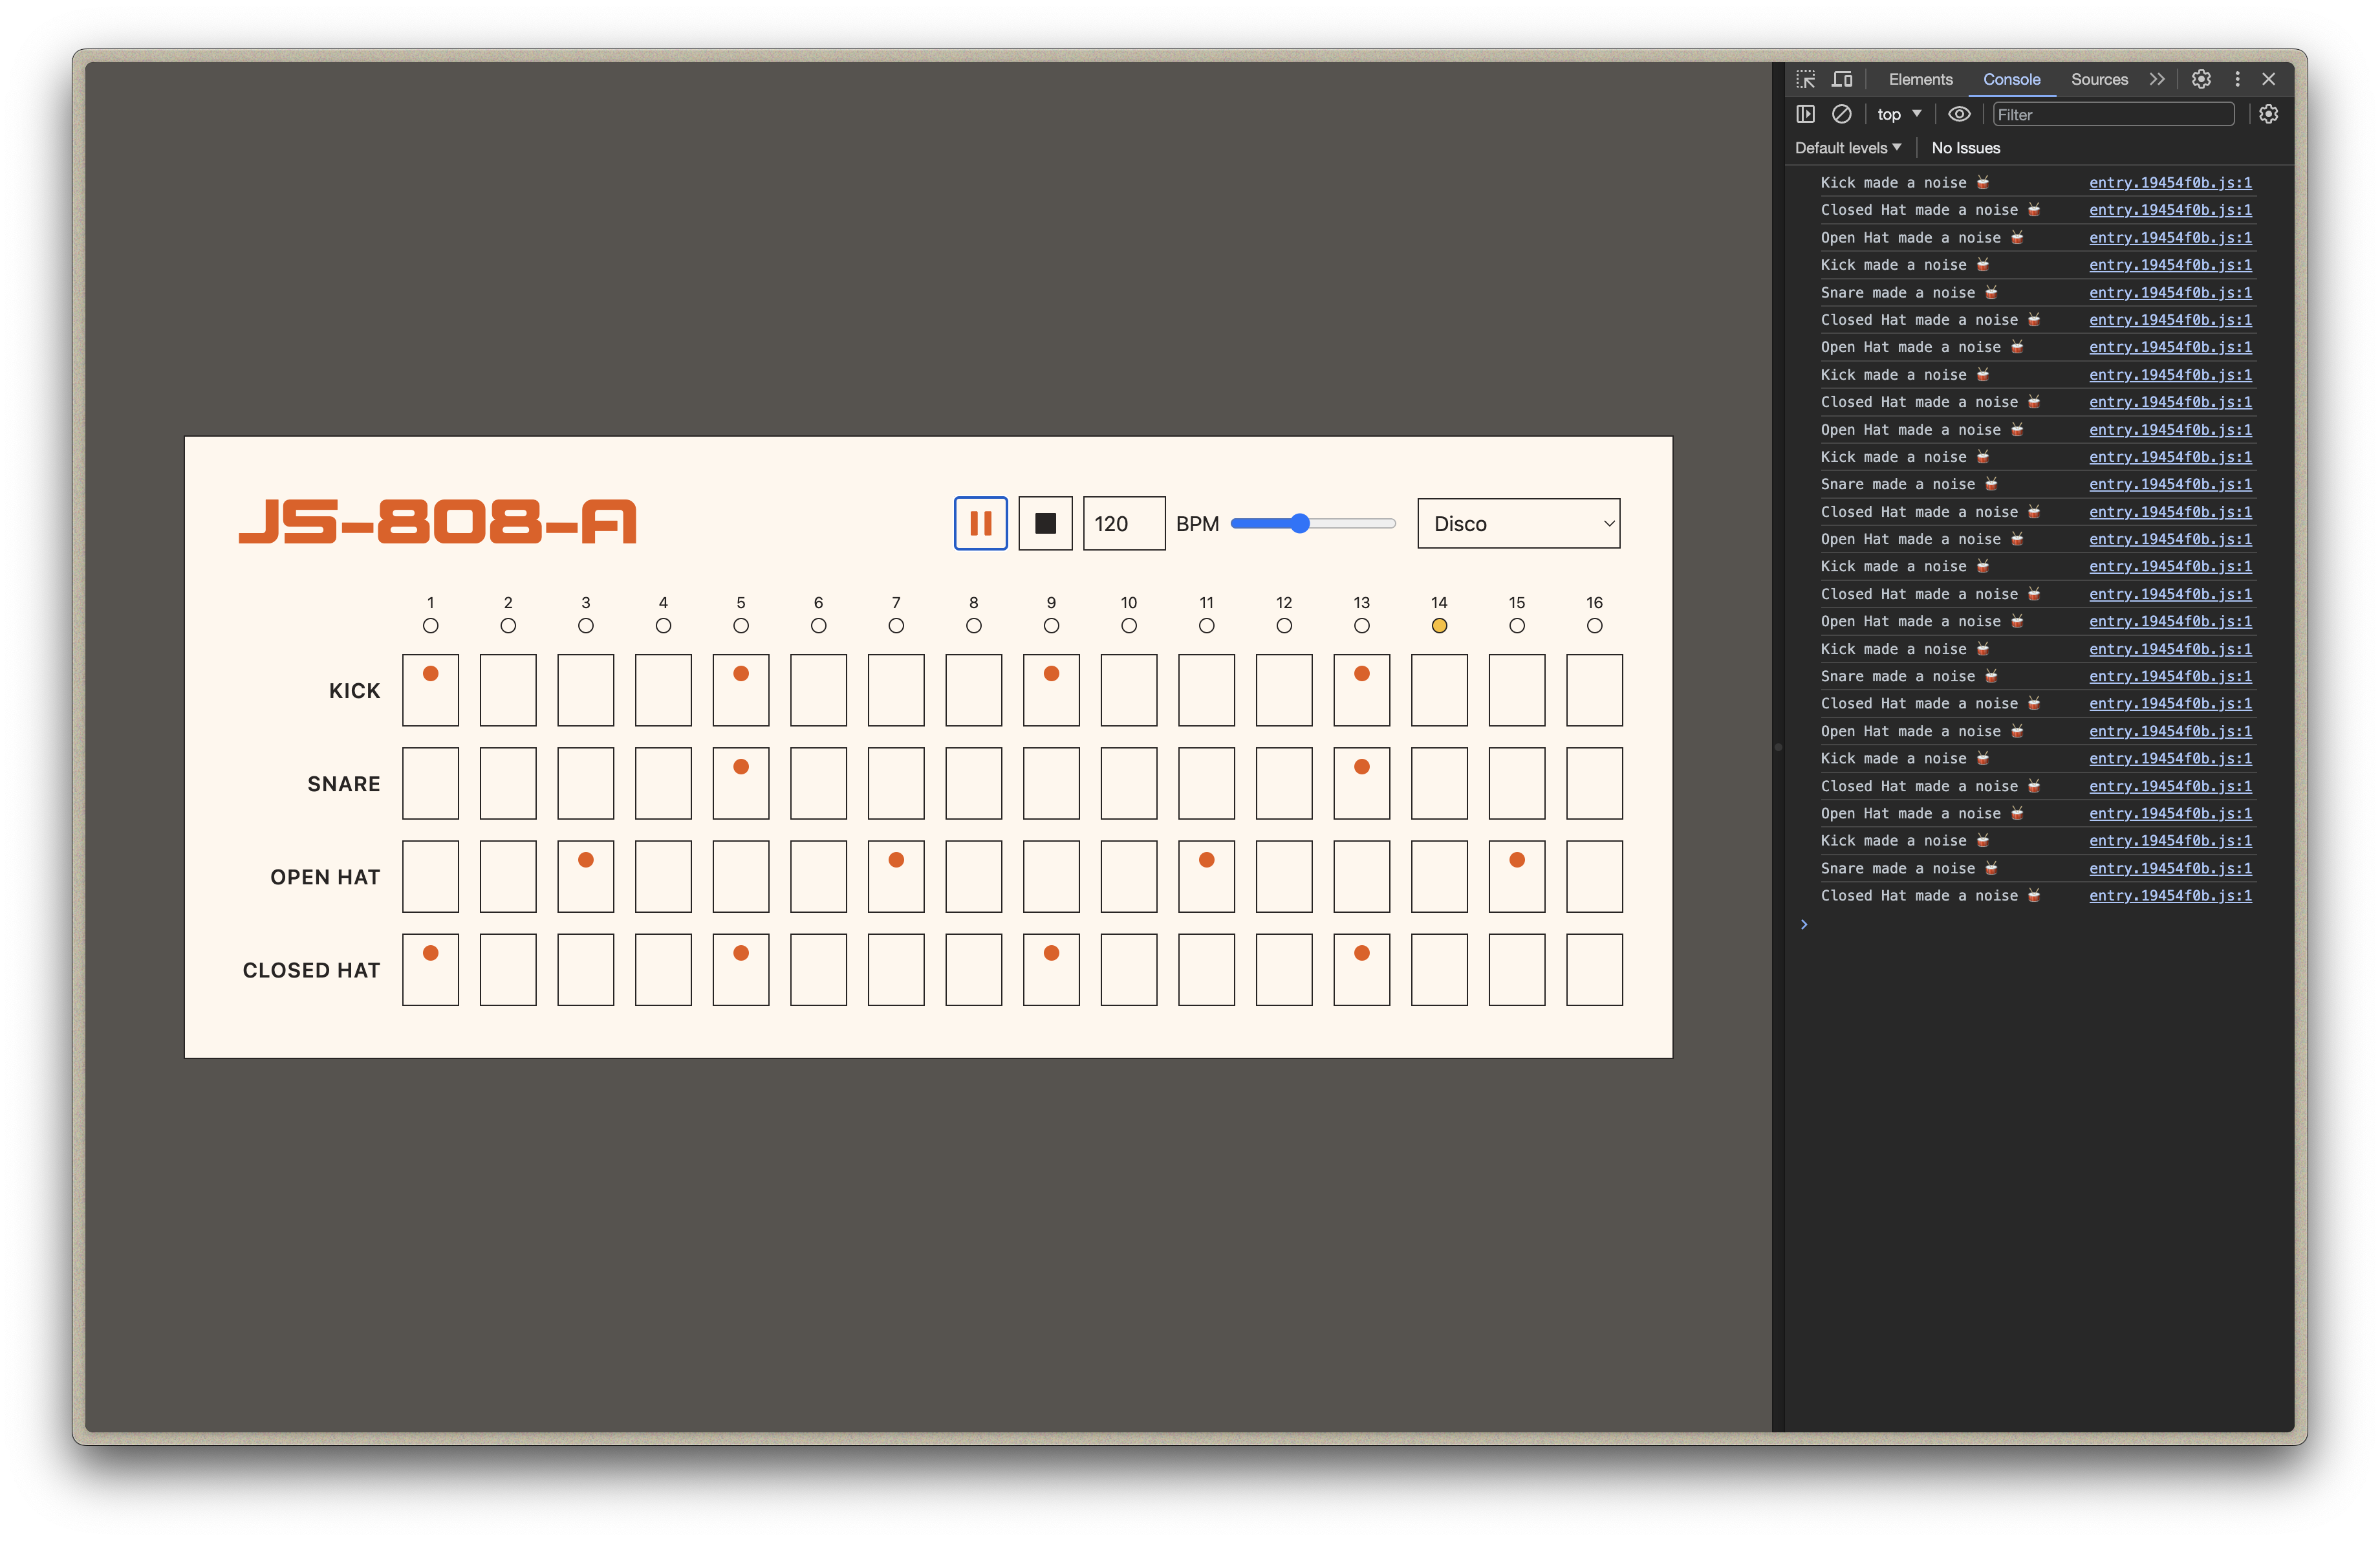 JS-808-A
120 BPM Disco
1 2 3 4 5 6 7 8 9 10 11 12 13 14 15 16
KICK
SNARE
OPEN HAT
CLOSED HAT
Elements Console Sources
top Filter
Default levels No Issues
Kick made a noise 🥁 entry.19454f0b.js:1
Closed Hat made a noise 🥁 entry.19454f0b.js:1
Open Hat made a noise 🥁 entry.19454f0b.js:1
Kick made a noise 🥁 entry.19454f0b.js:1
Snare made a noise 🥁 entry.19454f0b.js:1
Closed Hat made a noise 🥁 entry.19454f0b.js:1
Open Hat made a noise 🥁 entry.19454f0b.js:1
Kick made a noise 🥁 entry.19454f0b.js:1
Closed Hat made a noise 🥁 entry.19454f0b.js:1
Open Hat made a noise 🥁 entry.19454f0b.js:1
Kick made a noise 🥁 entry.19454f0b.js:1
Snare made a noise 🥁 entry.19454f0b.js:1
Closed Hat made a noise 🥁 entry.19454f0b.js:1
Open Hat made a noise 🥁 entry.19454f0b.js:1
Kick made a noise 🥁 entry.19454f0b.js:1
Closed Hat made a noise 🥁 entry.19454f0b.js:1
Open Hat made a noise 🥁 entry.19454f0b.js:1
Kick made a noise 🥁 entry.19454f0b.js:1
Snare made a noise 🥁 entry.19454f0b.js:1
Closed Hat made a noise 🥁 entry.19454f0b.js:1
Open Hat made a noise 🥁 entry.19454f0b.js:1
Kick made a noise 🥁 entry.19454f0b.js:1
Closed Hat made a noise 🥁 entry.19454f0b.js:1
Open Hat made a noise 🥁 entry.19454f0b.js:1
Kick made a noise 🥁 entry.19454f0b.js:1
Snare made a noise 🥁 entry.19454f0b.js:1
Closed Hat made a noise 🥁 entry.19454f0b.js:1